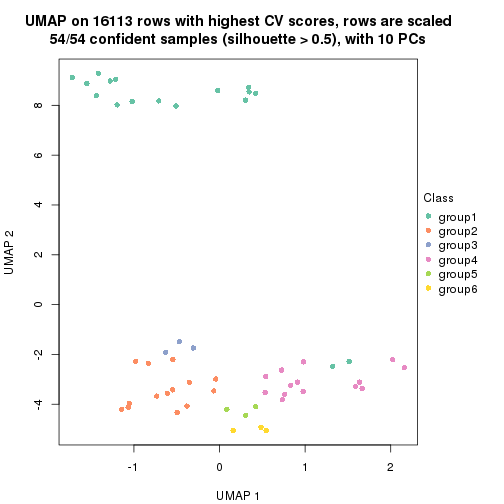 UMAP on 16113 rows with highest CV scores, rows are scaled
54/54 confident samples (silhouette > 0.5), with 10 PCs
8
6
4
2
0
-2
-4
UMAP 2
-1
0
1
2
UMAP 1
Class
group1
group2
group3
group4
group5
group6